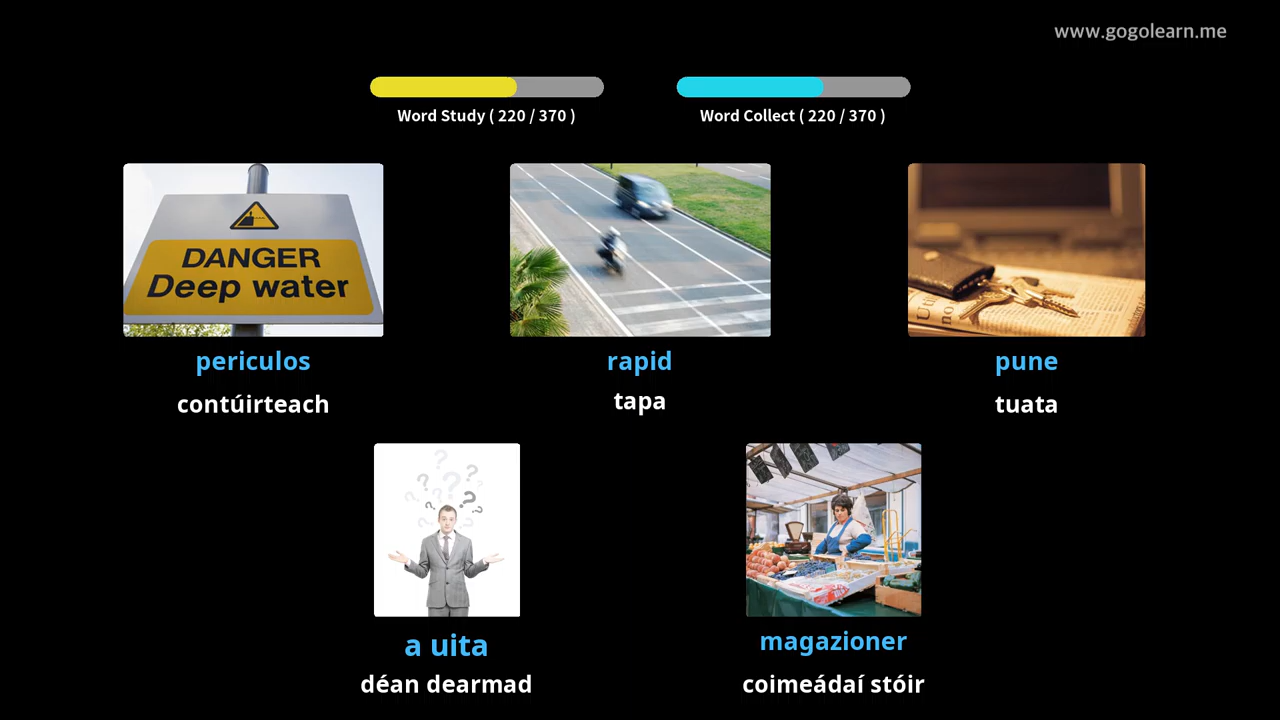 www.gogolearn.me
Word Study ( 220 / 370 )
Word Collect ( 220 / 370 )
DANGER
Deep water
periculos
rapid
pune
contúirteach
tapa
tuata
a uita
magazioner
déan dearmad
coimeádaí stóir